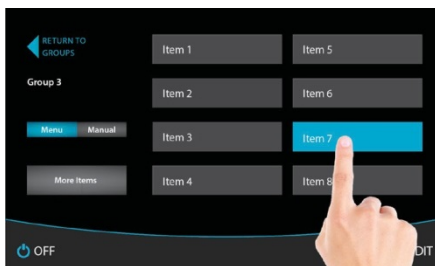 RETURN TO
GROUPS
Group 3
Menu Manual
More Items
Item 1
Item 5
Item 2
Item 6
Item 3
Item 7
Item 4
Item 8
OFF
DIT